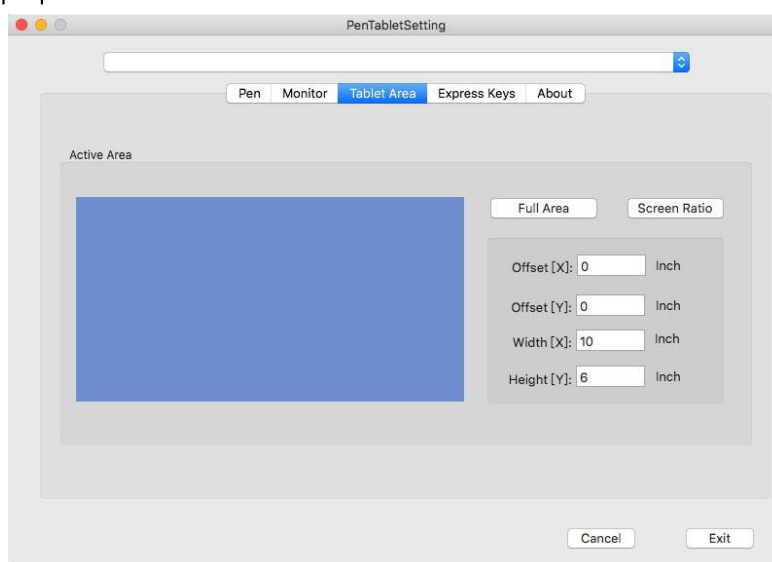 PenTabletSetting
Pen Monitor Tablet Area Express Keys About
Active Area
Full Area Screen Ratio
Offset [X]: 0 Inch
Offset [Y]: 0 Inch
Width [X]: 10 Inch
Height [Y]: 6 Inch
Cancel Exit